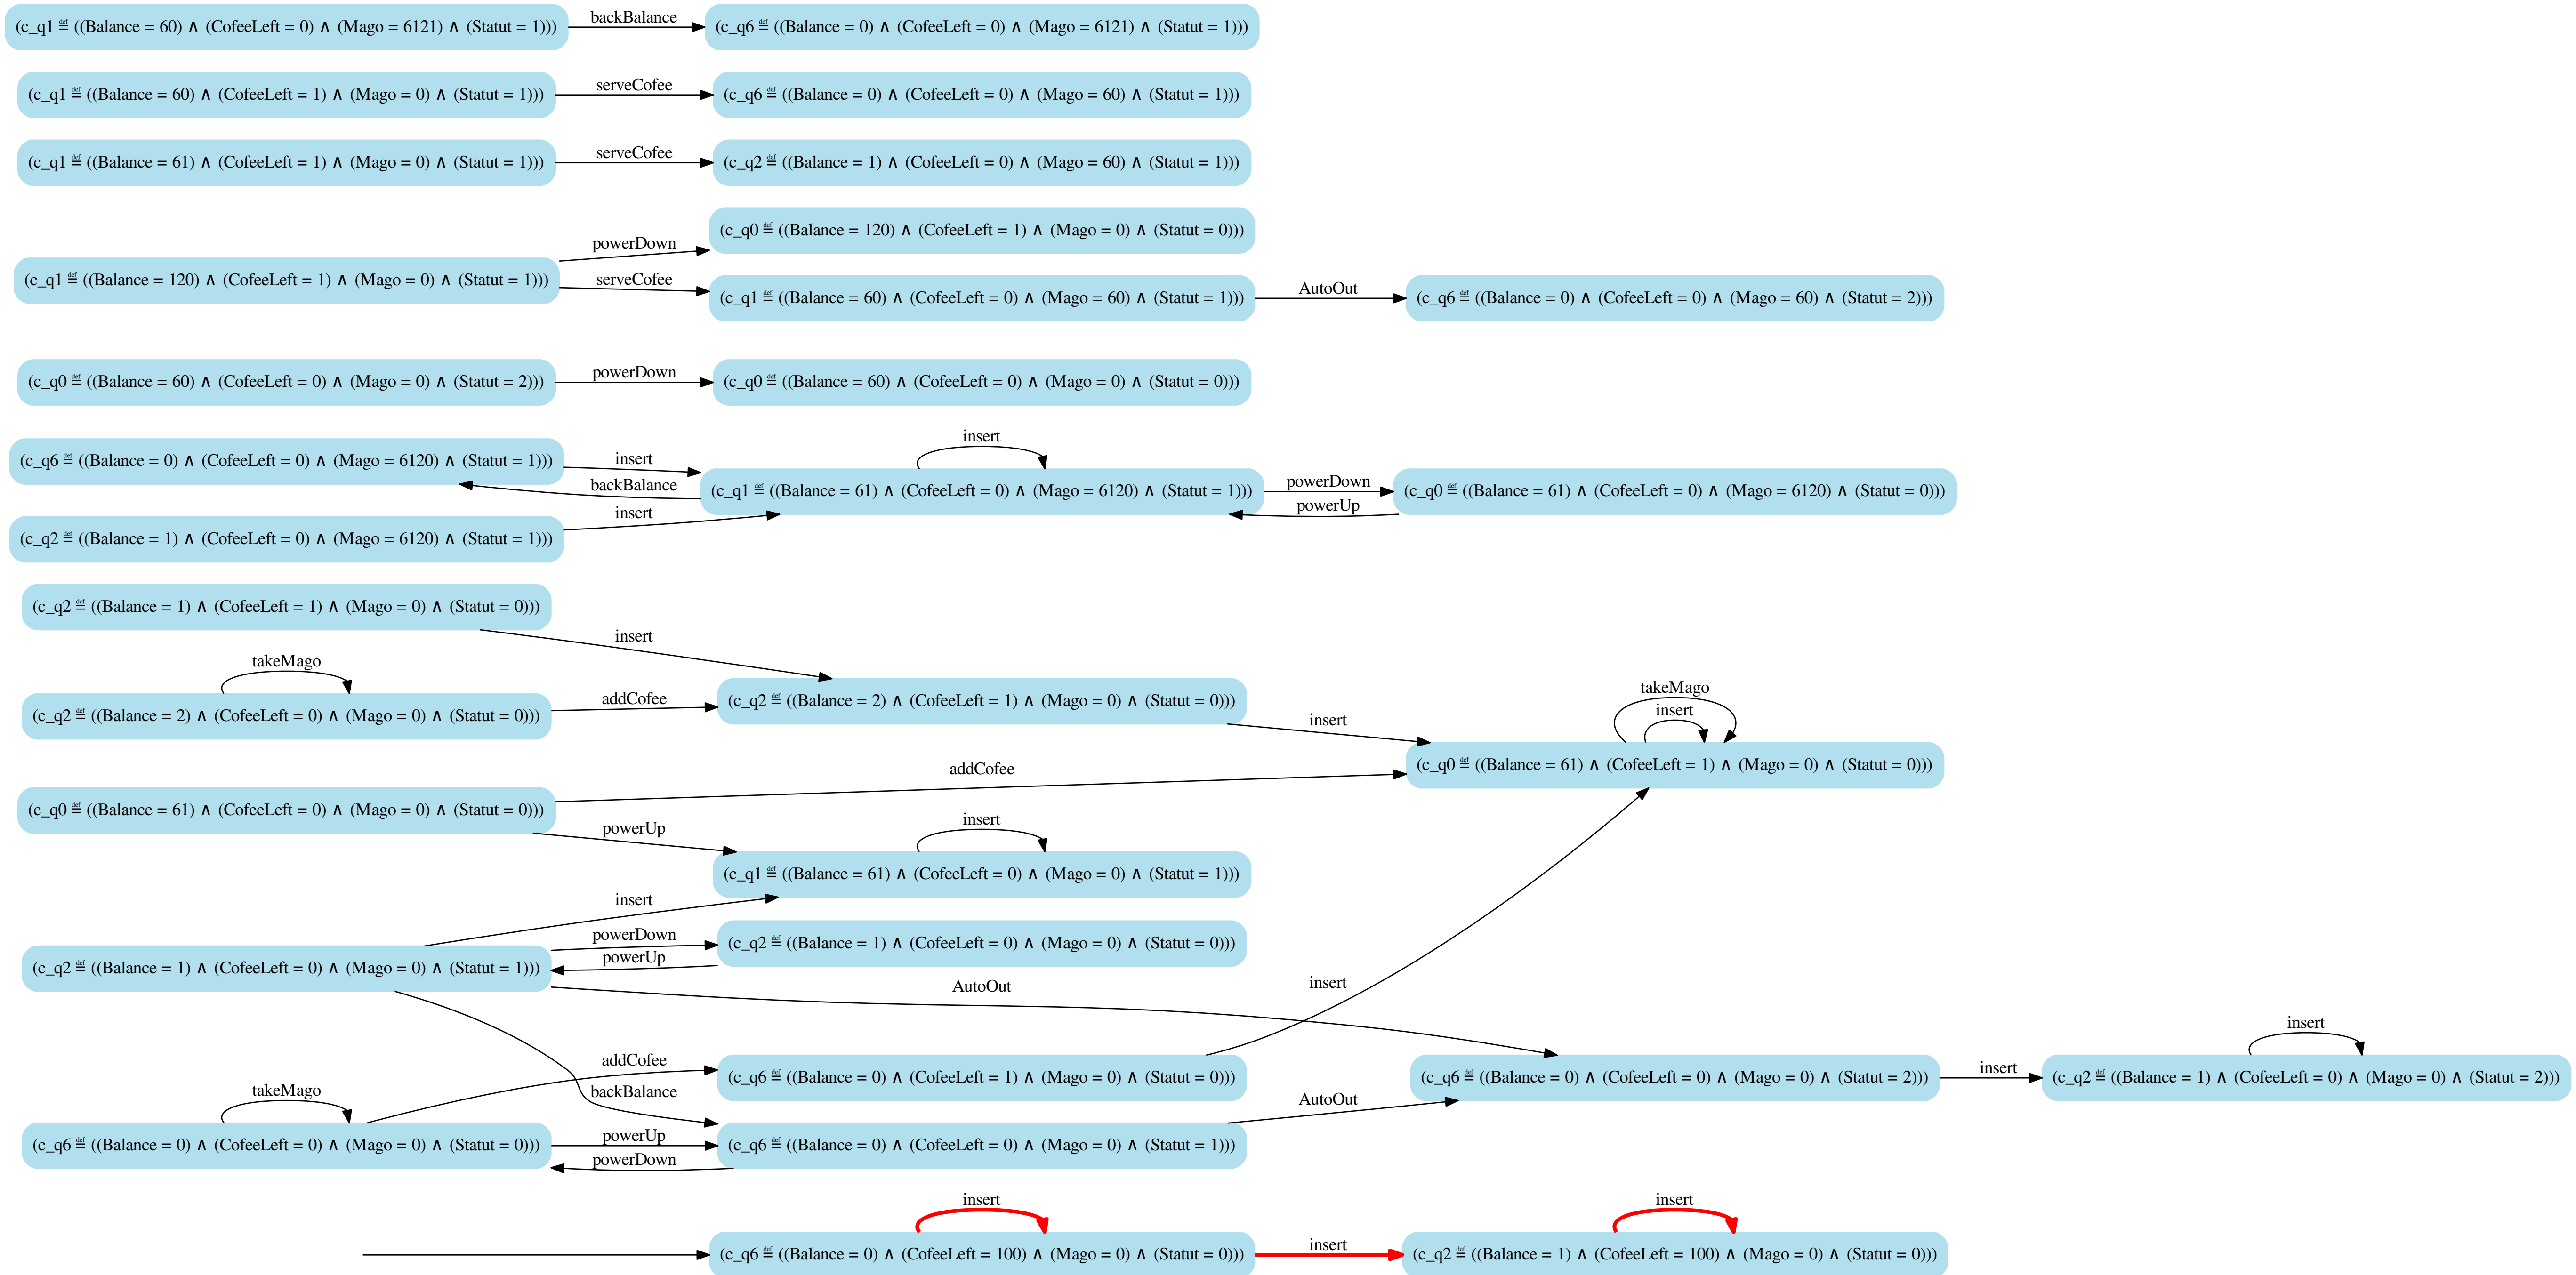 (c_q1 ≝ ((Balance = 60) ∧ (CofeeLeft = 0) ∧ (Mago = 6121) ∧ (Statut = 1)))
backBalance
(c_q6 ≝ ((Balance = 0) ∧ (CofeeLeft = 0) ∧ (Mago = 6121) ∧ (Statut = 1)))
(c_q1 ≝ ((Balance = 60) ∧ (CofeeLeft = 1) ∧ (Mago = 0) ∧ (Statut = 1)))
serveCofee
(c_q6 ≝ ((Balance = 0) ∧ (CofeeLeft = 0) ∧ (Mago = 60) ∧ (Statut = 1)))
(c_q1 ≝ ((Balance = 61) ∧ (CofeeLeft = 1) ∧ (Mago = 0) ∧ (Statut = 1)))
serveCofee
(c_q2 ≝ ((Balance = 1) ∧ (CofeeLeft = 0) ∧ (Mago = 60) ∧ (Statut = 1)))
(c_q1 ≝ ((Balance = 120) ∧ (CofeeLeft = 1) ∧ (Mago = 0) ∧ (Statut = 1)))
powerDown
(c_q0 ≝ ((Balance = 120) ∧ (CofeeLeft = 1) ∧ (Mago = 0) ∧ (Statut = 0)))
serveCofee
(c_q1 ≝ ((Balance = 60) ∧ (CofeeLeft = 0) ∧ (Mago = 60) ∧ (Statut = 1)))
AutoOut
(c_q6 ≝ ((Balance = 0) ∧ (CofeeLeft = 0) ∧ (Mago = 60) ∧ (Statut = 2)))
(c_q0 ≝ ((Balance = 60) ∧ (CofeeLeft = 0) ∧ (Mago = 0) ∧ (Statut = 2)))
powerDown
(c_q0 ≝ ((Balance = 60) ∧ (CofeeLeft = 0) ∧ (Mago = 0) ∧ (Statut = 0)))
(c_q6 ≝ ((Balance = 0) ∧ (CofeeLeft = 0) ∧ (Mago = 6120) ∧ (Statut = 1)))
insert
insert
backBalance
(c_q1 ≝ ((Balance = 61) ∧ (CofeeLeft = 0) ∧ (Mago = 6120) ∧ (Statut = 1)))
powerDown
(c_q0 ≝ ((Balance = 61) ∧ (CofeeLeft = 0) ∧ (Mago = 6120) ∧ (Statut = 0)))
powerUp
insert
(c_q2 ≝ ((Balance = 1) ∧ (CofeeLeft = 0) ∧ (Mago = 6120) ∧ (Statut = 1)))
(c_q2 ≝ ((Balance = 1) ∧ (CofeeLeft = 1) ∧ (Mago = 0) ∧ (Statut = 0)))
insert
takeMago
(c_q2 ≝ ((Balance = 2) ∧ (CofeeLeft = 0) ∧ (Mago = 0) ∧ (Statut = 0)))
addCofee
(c_q2 ≝ ((Balance = 2) ∧ (CofeeLeft = 1) ∧ (Mago = 0) ∧ (Statut = 0)))
insert
takeMago
insert
(c_q0 ≝ ((Balance = 61) ∧ (CofeeLeft = 1) ∧ (Mago = 0) ∧ (Statut = 0)))
addCofee
(c_q0 ≝ ((Balance = 61) ∧ (CofeeLeft = 0) ∧ (Mago = 0) ∧ (Statut = 0)))
powerUp
insert
(c_q1 ≝ ((Balance = 61) ∧ (CofeeLeft = 0) ∧ (Mago = 0) ∧ (Statut = 1)))
insert
powerDown
(c_q2 ≝ ((Balance = 1) ∧ (CofeeLeft = 0) ∧ (Mago = 0) ∧ (Statut = 0)))
powerUp
(c_q2 ≝ ((Balance = 1) ∧ (CofeeLeft = 0) ∧ (Mago = 0) ∧ (Statut = 1)))
AutoOut
insert
addCofee
backBalance
(c_q6 ≝ ((Balance = 0) ∧ (CofeeLeft = 1) ∧ (Mago = 0) ∧ (Statut = 0)))
(c_q6 ≝ ((Balance = 0) ∧ (CofeeLeft = 0) ∧ (Mago = 0) ∧ (Statut = 2)))
insert
insert
(c_q2 ≝ ((Balance = 1) ∧ (CofeeLeft = 0) ∧ (Mago = 0) ∧ (Statut = 2)))
takeMago
AutoOut
(c_q6 ≝ ((Balance = 0) ∧ (CofeeLeft = 0) ∧ (Mago = 0) ∧ (Statut = 0)))
powerUp
(c_q6 ≝ ((Balance = 0) ∧ (CofeeLeft = 0) ∧ (Mago = 0) ∧ (Statut = 1)))
powerDown
insert
(c_q6 ≝ ((Balance = 0) ∧ (CofeeLeft = 100) ∧ (Mago = 0) ∧ (Statut = 0)))
insert
insert
(c_q2 ≝ ((Balance = 1) ∧ (CofeeLeft = 100) ∧ (Mago = 0) ∧ (Statut = 0)))